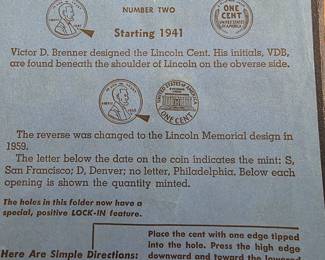 NUMBER TWO
ONE
CENT
Starting 1941
Victor D. Brenner designed the Lincoln Cent. His initials, VDB,
are found beneath the shoulder of Lincoln on the obverse side.
ONE CENT
The reverse was changed to the Lincoln Memorial design in
1959.
The letter below the date on the coin indicates the mint: S,
San Francisco; D, Denver; no letter, Philadelphia. Below each
opening is shown the quantity minted.
The holes in this folder now have a
special, positive LOCK-IN feature.
Place the cent with one edge tipped
into the hole. Press the high edge
Here Are Simple Directions:
downward and toward the lowered